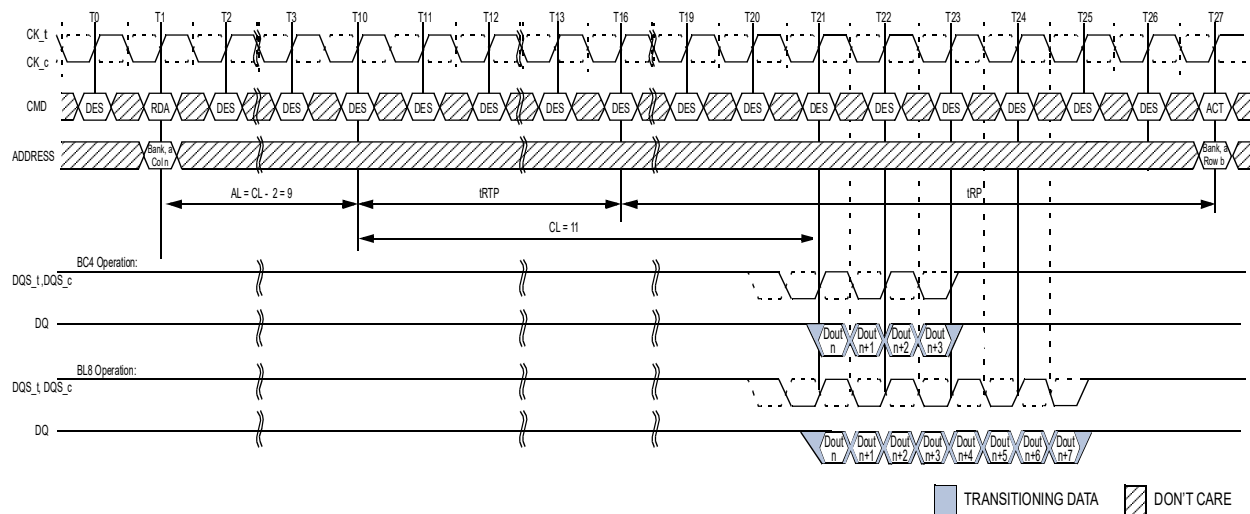 T0 T1 T2 T3 T10 T11 T12 T13 T16 T19 T20 T21 T22 T23 T24 T25 T26 T27
CK_t
CK_c
CMD DES RDA DES DES DES DES DES DES DES DES DES DES DES DES DES DES DES ACT
ADDRESS Bank, a Col n Bank, a Row b
AL = CL - 2 = 9 tRTP tRP
CL = 11
BC4 Operation:
DQS_t ,DQS_c
DQ Dout n Dout n+1 Dout n+2 Dout n+3
BL8 Operation:
DQS_t, DQS_c
DQ Dout n Dout n+1 Dout n+2 Dout n+3 Dout n+4 Dout n+5 Dout n+6 Dout n+7
TRANSITIONING DATA DON'T CARE